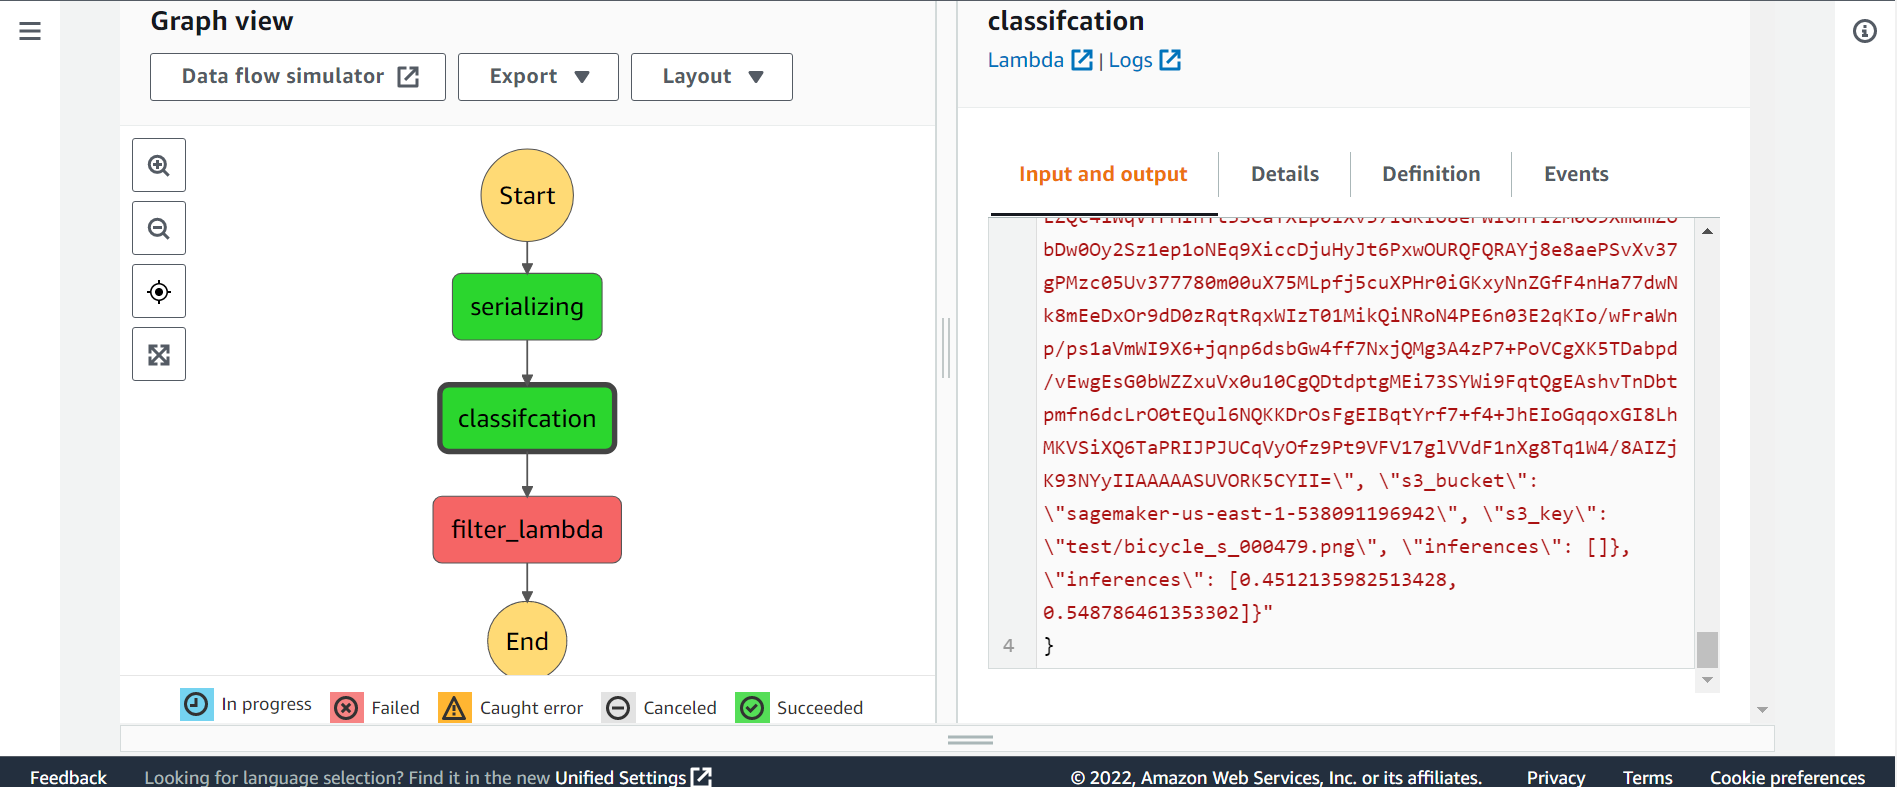 Graph view
Data flow simulator
Export
Layout
Start
serializing
classifcation
filter_lambda
End
In progress
Failed
Caught error
Canceled
Succeeded
classifcation
Lambda | Logs
Input and output
Details
Definition
Events
bDw0Oy2Sz1ep1oNEq9XiccDjuHyJt6PxwOURQFQRAYj8e8aePSvXv37
gPMzc05Uv377780m00uX75MLpfj5cuXPHr0iGKxyNnZGfF4nHa77dwN
k8mEeDxOr9dD0zRqtRqxWIzT01MikQiNRoN4PE6n03E2qKIo/wFraWn
p/ps1aVmWI9X6+jqnp6dsbGw4ff7NxjQMg3A4zP7+PoVCgXK5TDabpd
/vEwgEsG0bWZZxuVx0u10CgQDtdptgMEi73SYWi9FqtQgEAshvTnDbt
pmfn6dcLrO0tEQul6NQKKDrOsFgEIBqtYrf7+f4+JhEIoGqqoxGI8Lh
MKVSiXQ6TaPRIJPJUCqVyOfz9Pt9VFV17glVVdF1nXg8Tq1W4/8AIZj
K93NYyIIAAAAASUVORK5CYII=\", \"s3_bucket\":
\"sagemaker-us-east-1-538091196942\", \"s3_key\":
\"test/bicycle_s_000479.png\", \"inferences\": []},
\"inferences\": [0.4512135982513428,
0.548786461353302]}"
4 }
Feedback
Looking for language selection? Find it in the new Unified Settings
© 2022, Amazon Web Services, Inc. or its affiliates.
Privacy
Terms
Cookie preferences